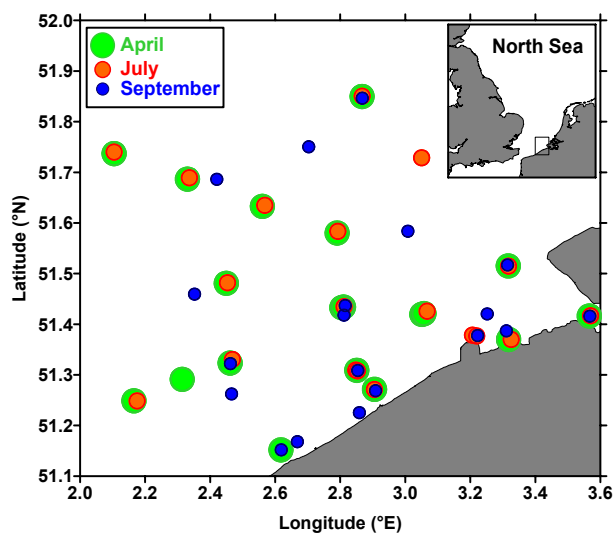 52.0
51.9
51.8
51.7
51.6
51.5
51.4
51.3
51.2
51.1
Latitude (°N)
April
July
September
North Sea
2.0 2.2 2.4 2.6 2.8 3.0 3.2 3.4 3.6
Longitude (°E)